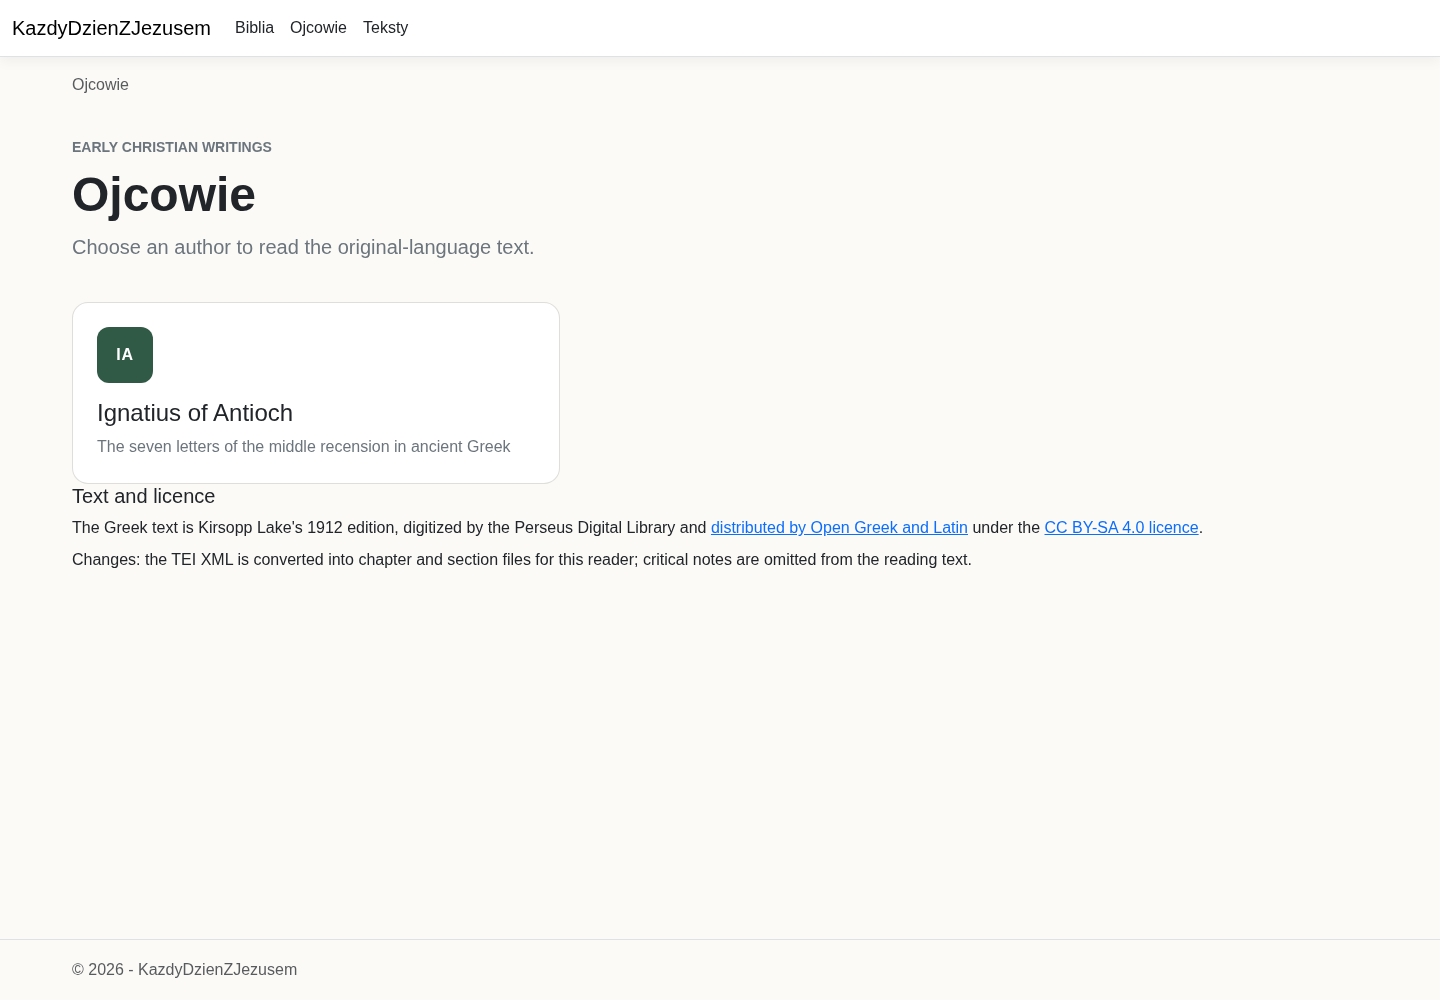 KazdyDzienZJezusem Biblia Ojcowie Teksty
Ojcowie
EARLY CHRISTIAN WRITINGS
Ojcowie
Choose an author to read the original-language text.
IA
Ignatius of Antioch
The seven letters of the middle recension in ancient Greek
Text and licence
The Greek text is Kirsopp Lake's 1912 edition, digitized by the Perseus Digital Library and distributed by Open Greek and Latin under the CC BY-SA 4.0 licence.
Changes: the TEI XML is converted into chapter and section files for this reader; critical notes are omitted from the reading text.
© 2026 - KazdyDzienZJezusem